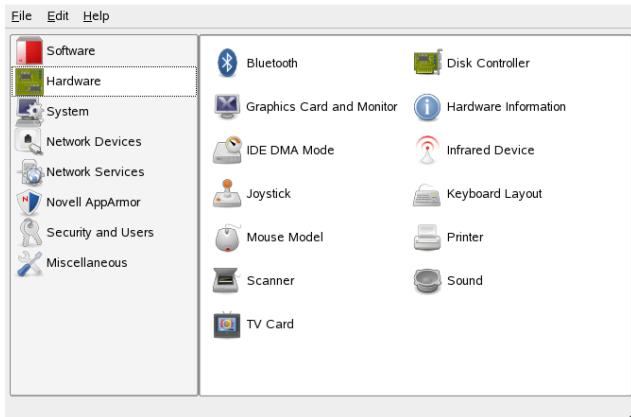 File Edit Help
Software
Hardware
System
Network Devices
Network Services
Novell AppArmor
Security and Users
Miscellaneous
Bluetooth
Disk Controller
Graphics Card and Monitor
Hardware Information
IDE DMA Mode
Infrared Device
Joystick
Keyboard Layout
Mouse Model
Printer
Scanner
Sound
TV Card